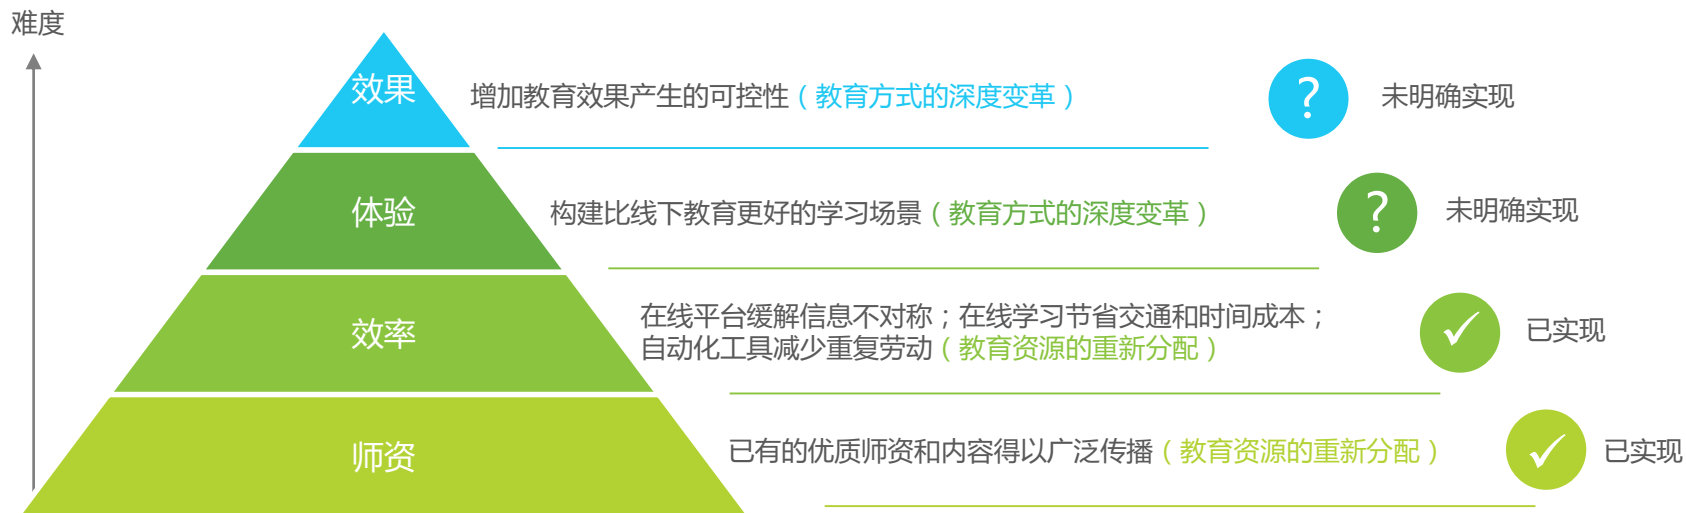 难度
效果
增加教育效果产生的可控性（教育方式的深度变革）
?
未明确实现
体验
构建比线下教育更好的学习场景（教育方式的深度变革）
?
未明确实现
效率
在线平台缓解信息不对称；在线学习节省交通和时间成本；
自动化工具减少重复劳动（教育资源的重新分配）
已实现
师资
已有的优质师资和内容得以广泛传播（教育资源的重新分配）
已实现